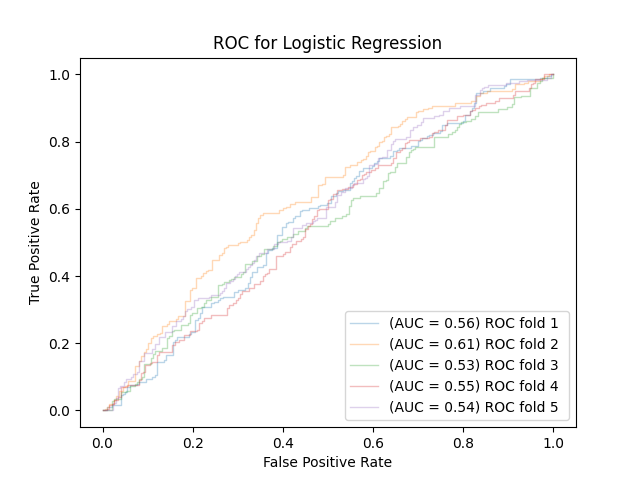 ROC for Logistic Regression
True Positive Rate
1.0
0.8
0.6
0.4
0.2
0.0
(AUC = 0.56) ROC fold 1
(AUC = 0.61) ROC fold 2
(AUC = 0.53) ROC fold 3
(AUC = 0.55) ROC fold 4
(AUC = 0.54) ROC fold 5
0.0 0.2 0.4 0.6 0.8 1.0
False Positive Rate